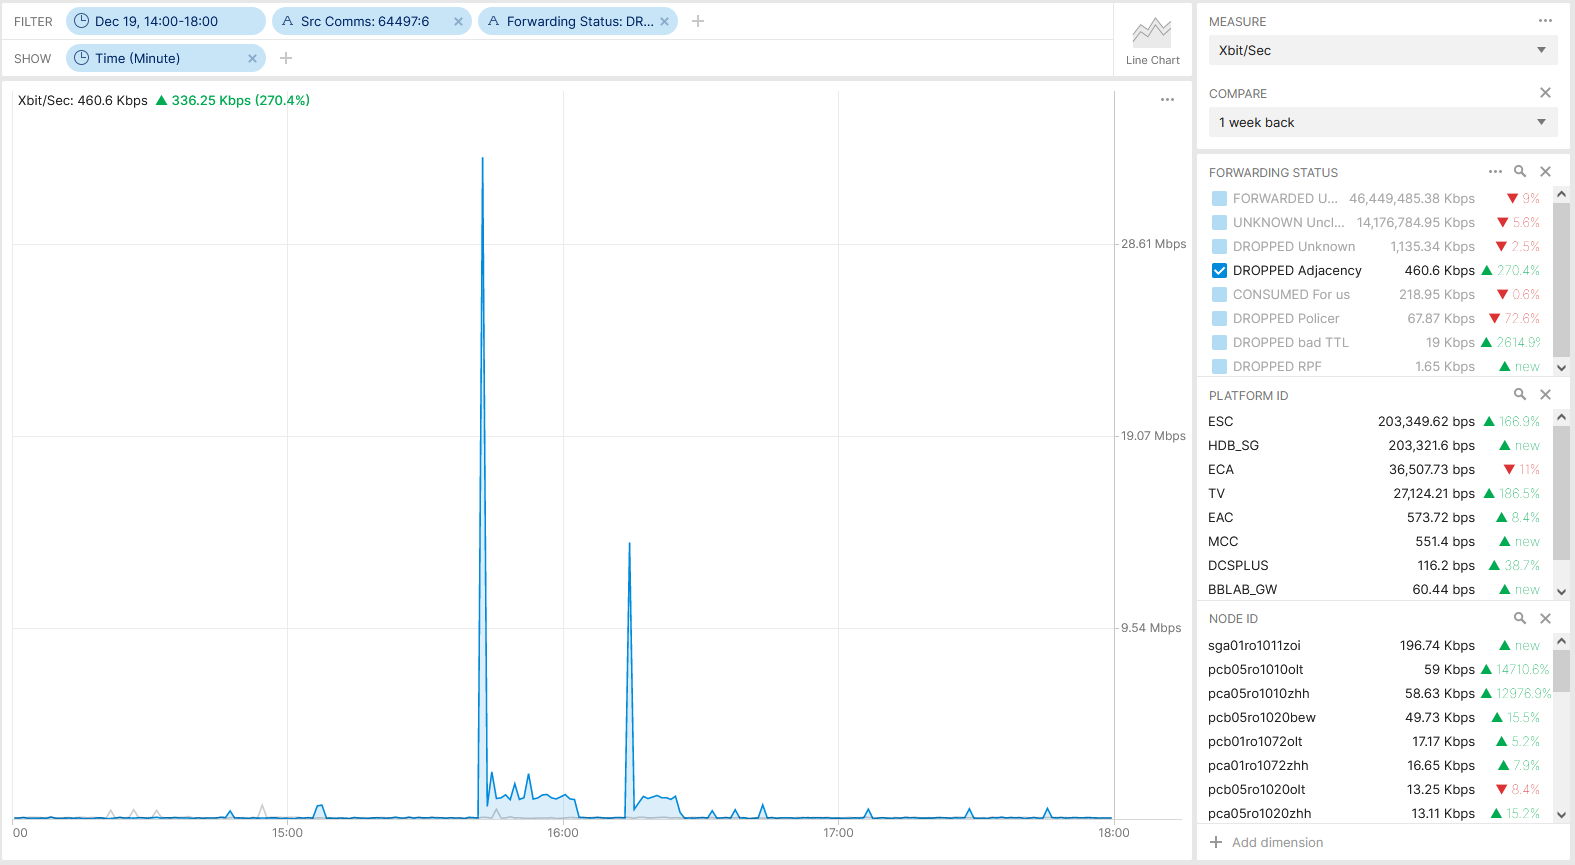 FILTER Dec 19, 14:00-18:00 A Src Comms: 64497:6 A Forwarding Status: DR...
SHOW Time (Minute)
Line Chart
Xbit/Sec: 460.6 Kbps ▲ 336.25 Kbps (270.4%)
28.61 Mbps
19.07 Mbps
9.54 Mbps
00 15:00 16:00 17:00 18:00
MEASURE
Xbit/Sec
COMPARE
1 week back
FORWARDING STATUS
FORWARDED U... 46,449,485.38 Kbps ▼ 9%
UNKNOWN Uncl... 14,176,784.95 Kbps ▼ 5.6%
DROPPED Unknown 1,135.34 Kbps ▼ 2.5%
DROPPED Adjacency 460.6 Kbps ▲ 270.4%
CONSUMED For us 218.95 Kbps ▼ 0.6%
DROPPED Policer 67.87 Kbps ▼ 72.6%
DROPPED bad TTL 19 Kbps ▲ 2614.9%
DROPPED RPF 1.65 Kbps ▲ new
PLATFORM ID
ESC 203,349.62 bps ▲ 166.9%
HDB_SG 203,321.6 bps ▲ new
ECA 36,507.73 bps ▼ 11%
TV 27,124.21 bps ▲ 186.5%
EAC 573.72 bps ▲ 8.4%
MCC 551.4 bps ▲ new
DCSPLUS 116.2 bps ▲ 38.7%
BBLAB_GW 60.44 bps ▲ new
NODE ID
sga01ro1011zoi 196.74 Kbps ▲ new
pcb05ro1010olt 59 Kbps ▲ 14710.6%
pca05ro1010zhh 58.63 Kbps ▲ 12976.9%
pcb05ro1020bew 49.73 Kbps ▲ 15.5%
pcb01ro1072olt 17.17 Kbps ▲ 5.2%
pca01ro1072zhh 16.65 Kbps ▲ 7.9%
pcb05ro1020olt 13.25 Kbps ▼ 8.4%
pca05ro1020zhh 13.11 Kbps ▲ 15.2%
Add dimension